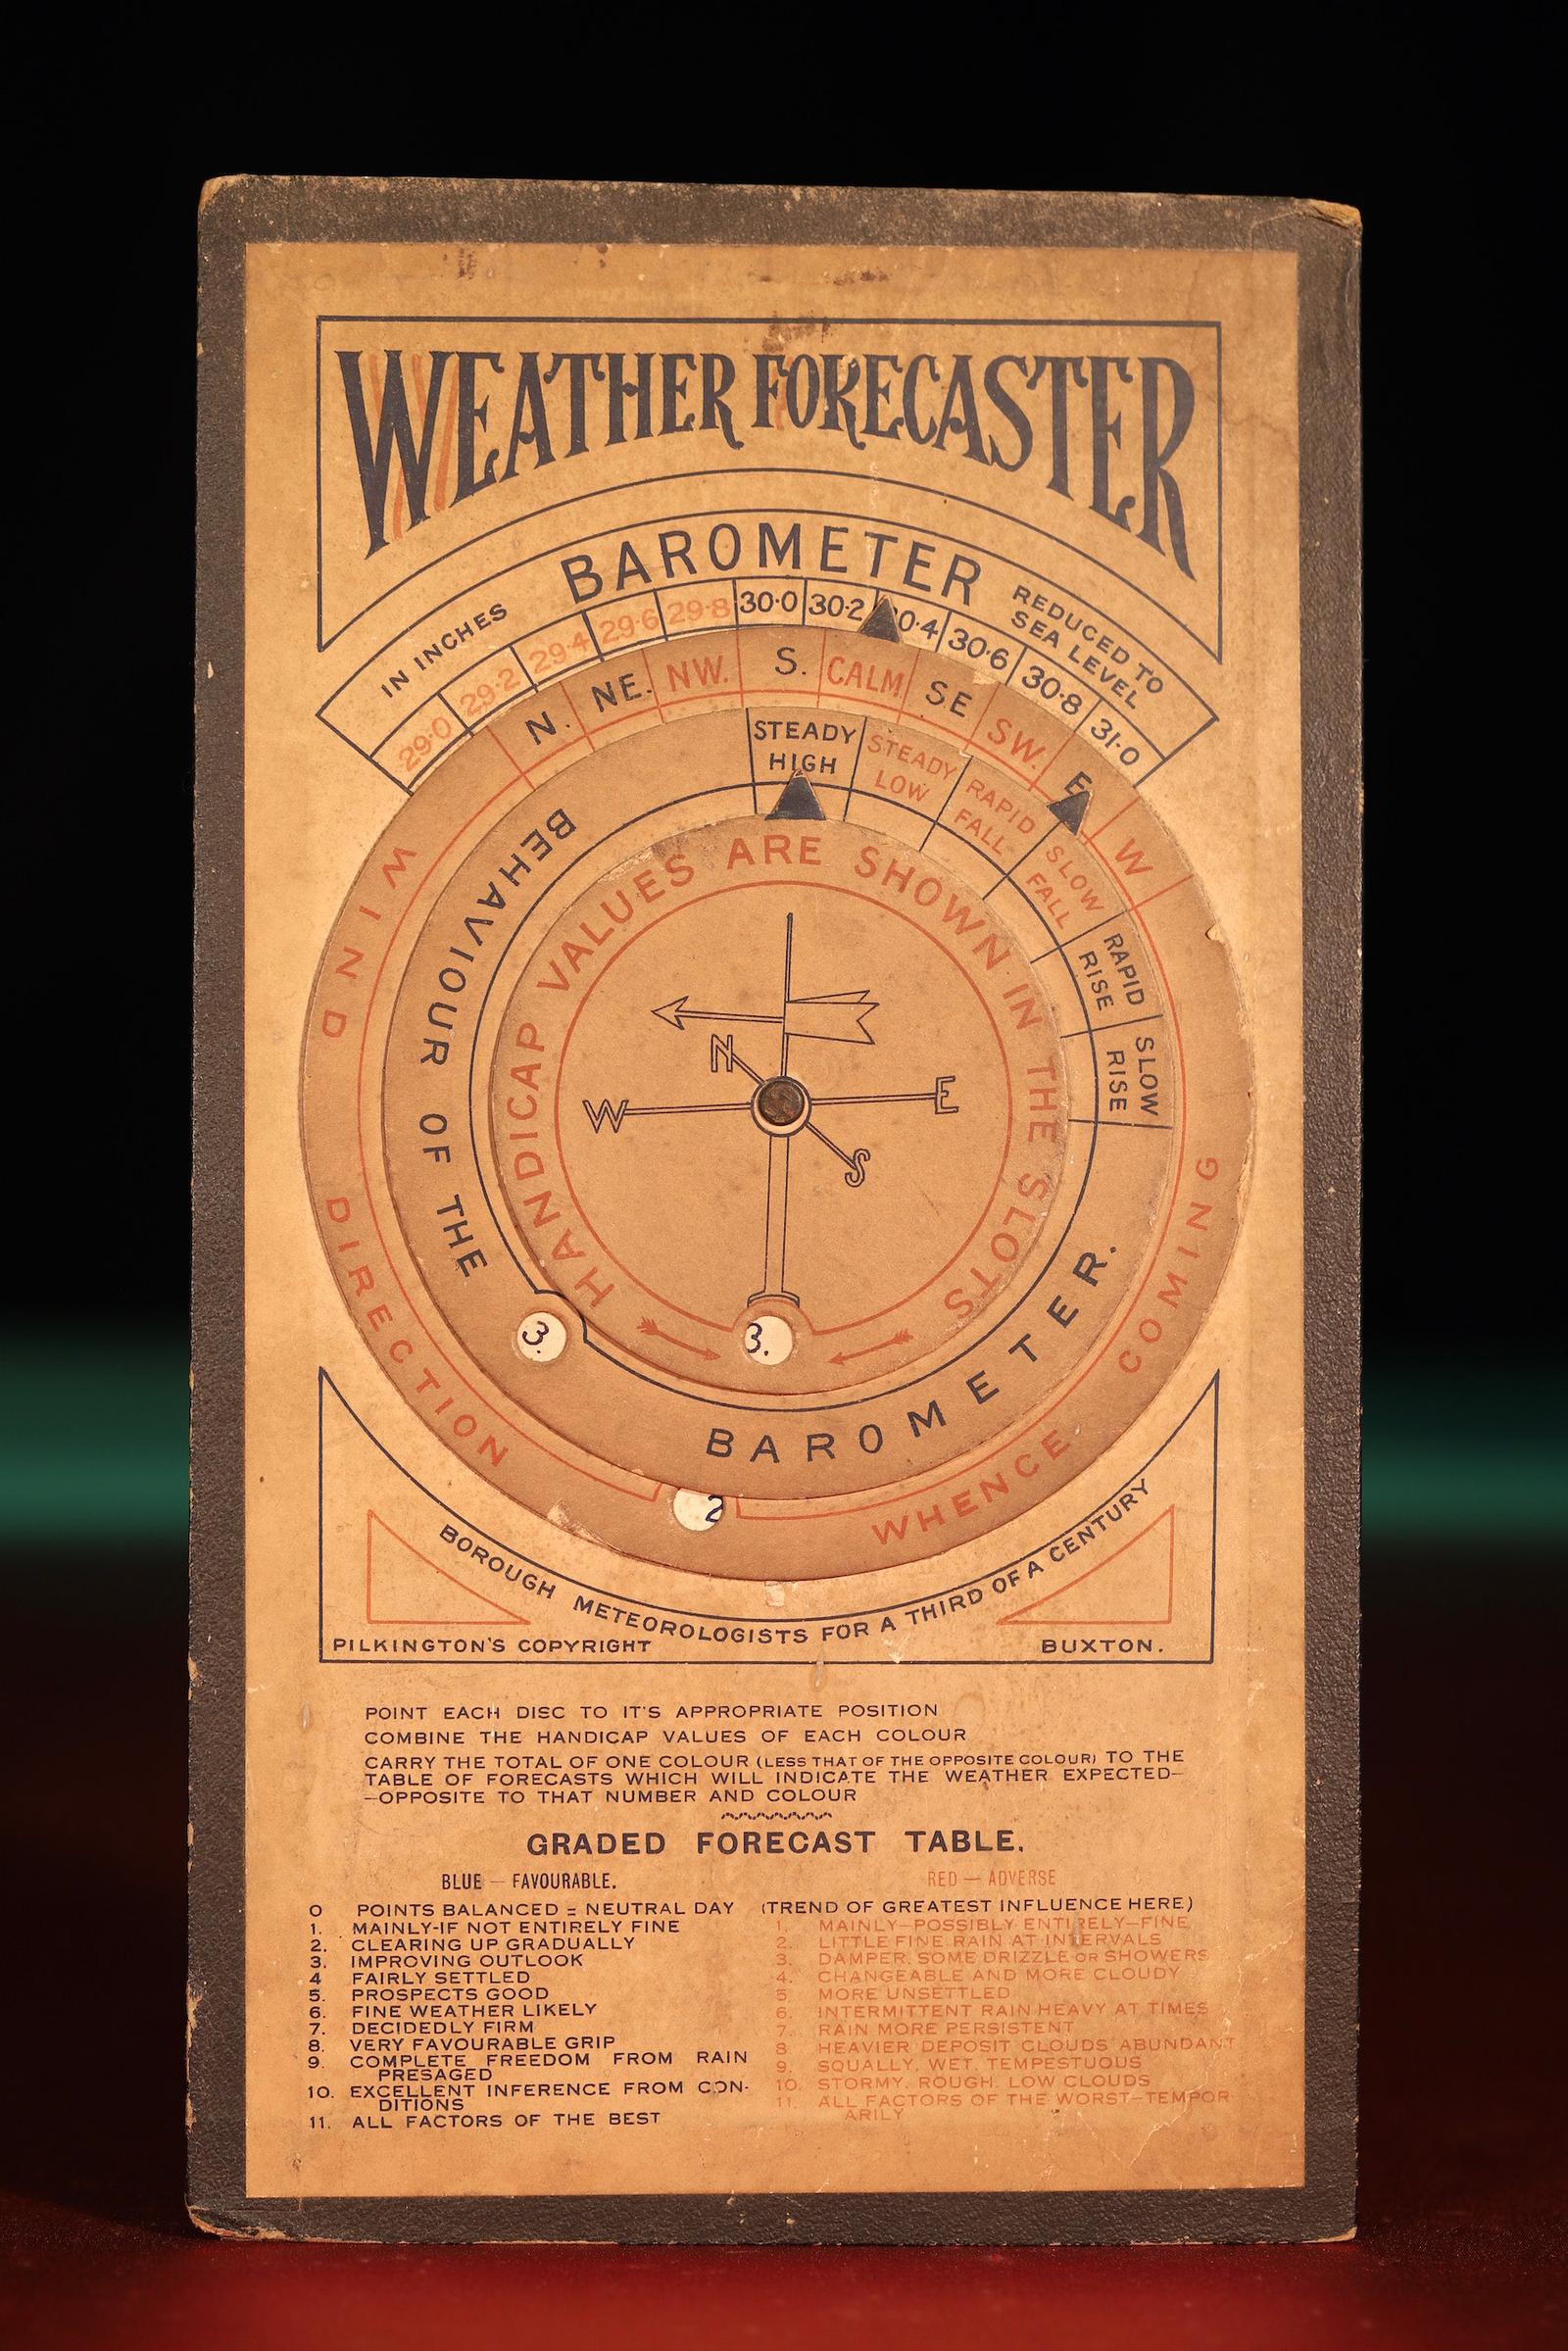 WEATHER FORECASTER
BAROMETER
IN INCHES
REDUCED TO
SEA LEVEL
29·0 29·2 29·4 29·6 29·8 30·0 30·2 30·4 30·6 30·8 31·0
N. NE. NW. S. CALM SE SW. E W
WIND DIRECTION WHENCE COMING
STEADY
HIGH
STEADY
LOW
RAPID
FALL
SLOW
FALL
RAPID
RISE
SLOW
RISE
BEHAVIOUR OF THE BAROMETER.
HANDICAP VALUES ARE SHOWN IN THE SLOTS
N
W E
S
3. 3.
2
BOROUGH METEOROLOGISTS FOR A THIRD OF A CENTURY
PILKINGTON'S COPYRIGHT BUXTON.
POINT EACH DISC TO IT'S APPROPRIATE POSITION
COMBINE THE HANDICAP VALUES OF EACH COLOUR
CARRY THE TOTAL OF ONE COLOUR (LESS THAT OF THE OPPOSITE COLOUR) TO THE
TABLE OF FORECASTS WHICH WILL INDICATE THE WEATHER EXPECTED—
—OPPOSITE TO THAT NUMBER AND COLOUR
GRADED FORECAST TABLE.
BLUE — FAVOURABLE.
0 POINTS BALANCED = NEUTRAL DAY
1. MAINLY-IF NOT ENTIRELY FINE
2. CLEARING UP GRADUALLY
3. IMPROVING OUTLOOK
4 FAIRLY SETTLED
5. PROSPECTS GOOD
6. FINE WEATHER LIKELY
7. DECIDEDLY FIRM
8. VERY FAVOURABLE GRIP
9. COMPLETE FREEDOM FROM RAIN
PRESAGED
10. EXCELLENT INFERENCE FROM CON-
DITIONS
11. ALL FACTORS OF THE BEST
RED — ADVERSE
(TREND OF GREATEST INFLUENCE HERE)
1. MAINLY—POSSIBLY ENTIRELY—FINE
2. LITTLE FINE RAIN AT INTERVALS
3. DAMPER. SOME DRIZZLE OR SHOWERS
4. CHANGEABLE AND MORE CLOUDY
5 MORE UNSETTLED
6. INTERMITTENT RAIN HEAVY AT TIMES
7. RAIN MORE PERSISTENT
8 HEAVIER DEPOSIT CLOUDS ABUNDANT
9. SQUALLY, WET, TEMPESTUOUS
10. STORMY, ROUGH, LOW CLOUDS
11. ALL FACTORS OF THE WORST—TEMPOR
ARILY